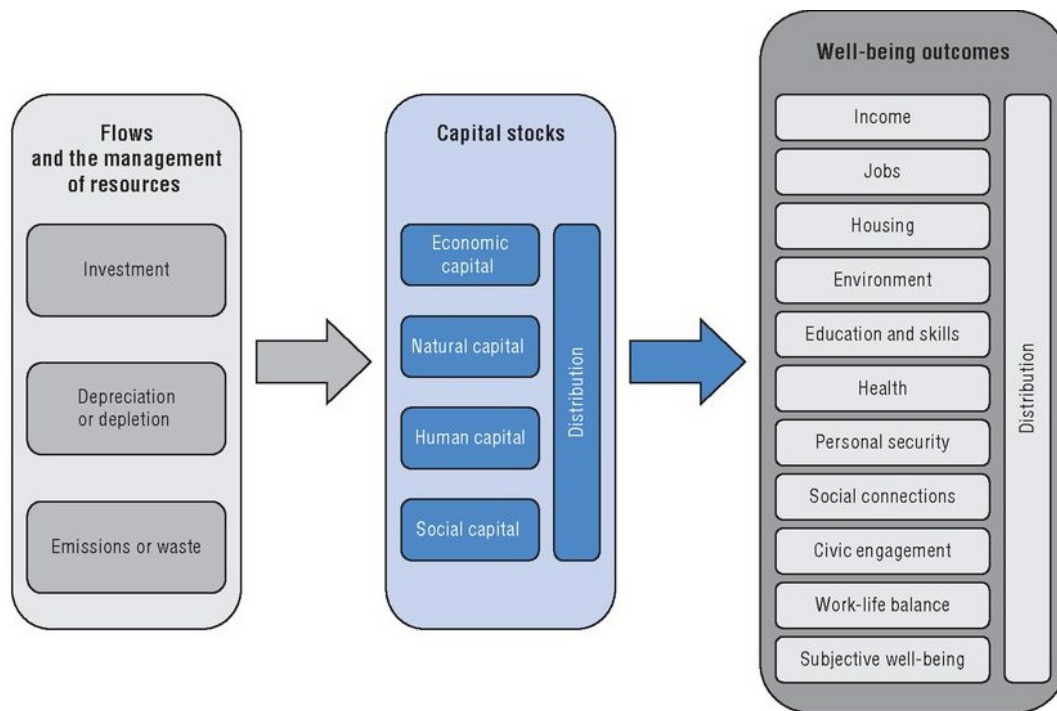 Flows
and the management
of resources
Investment
Depreciation
or depletion
Emissions or waste
Capital stocks
Economic
capital
Natural capital
Human capital
Social capital
Distribution
Well-being outcomes
Income
Jobs
Housing
Environment
Education and skills
Health
Personal security
Social connections
Civic engagement
Work-life balance
Subjective well-being
Distribution